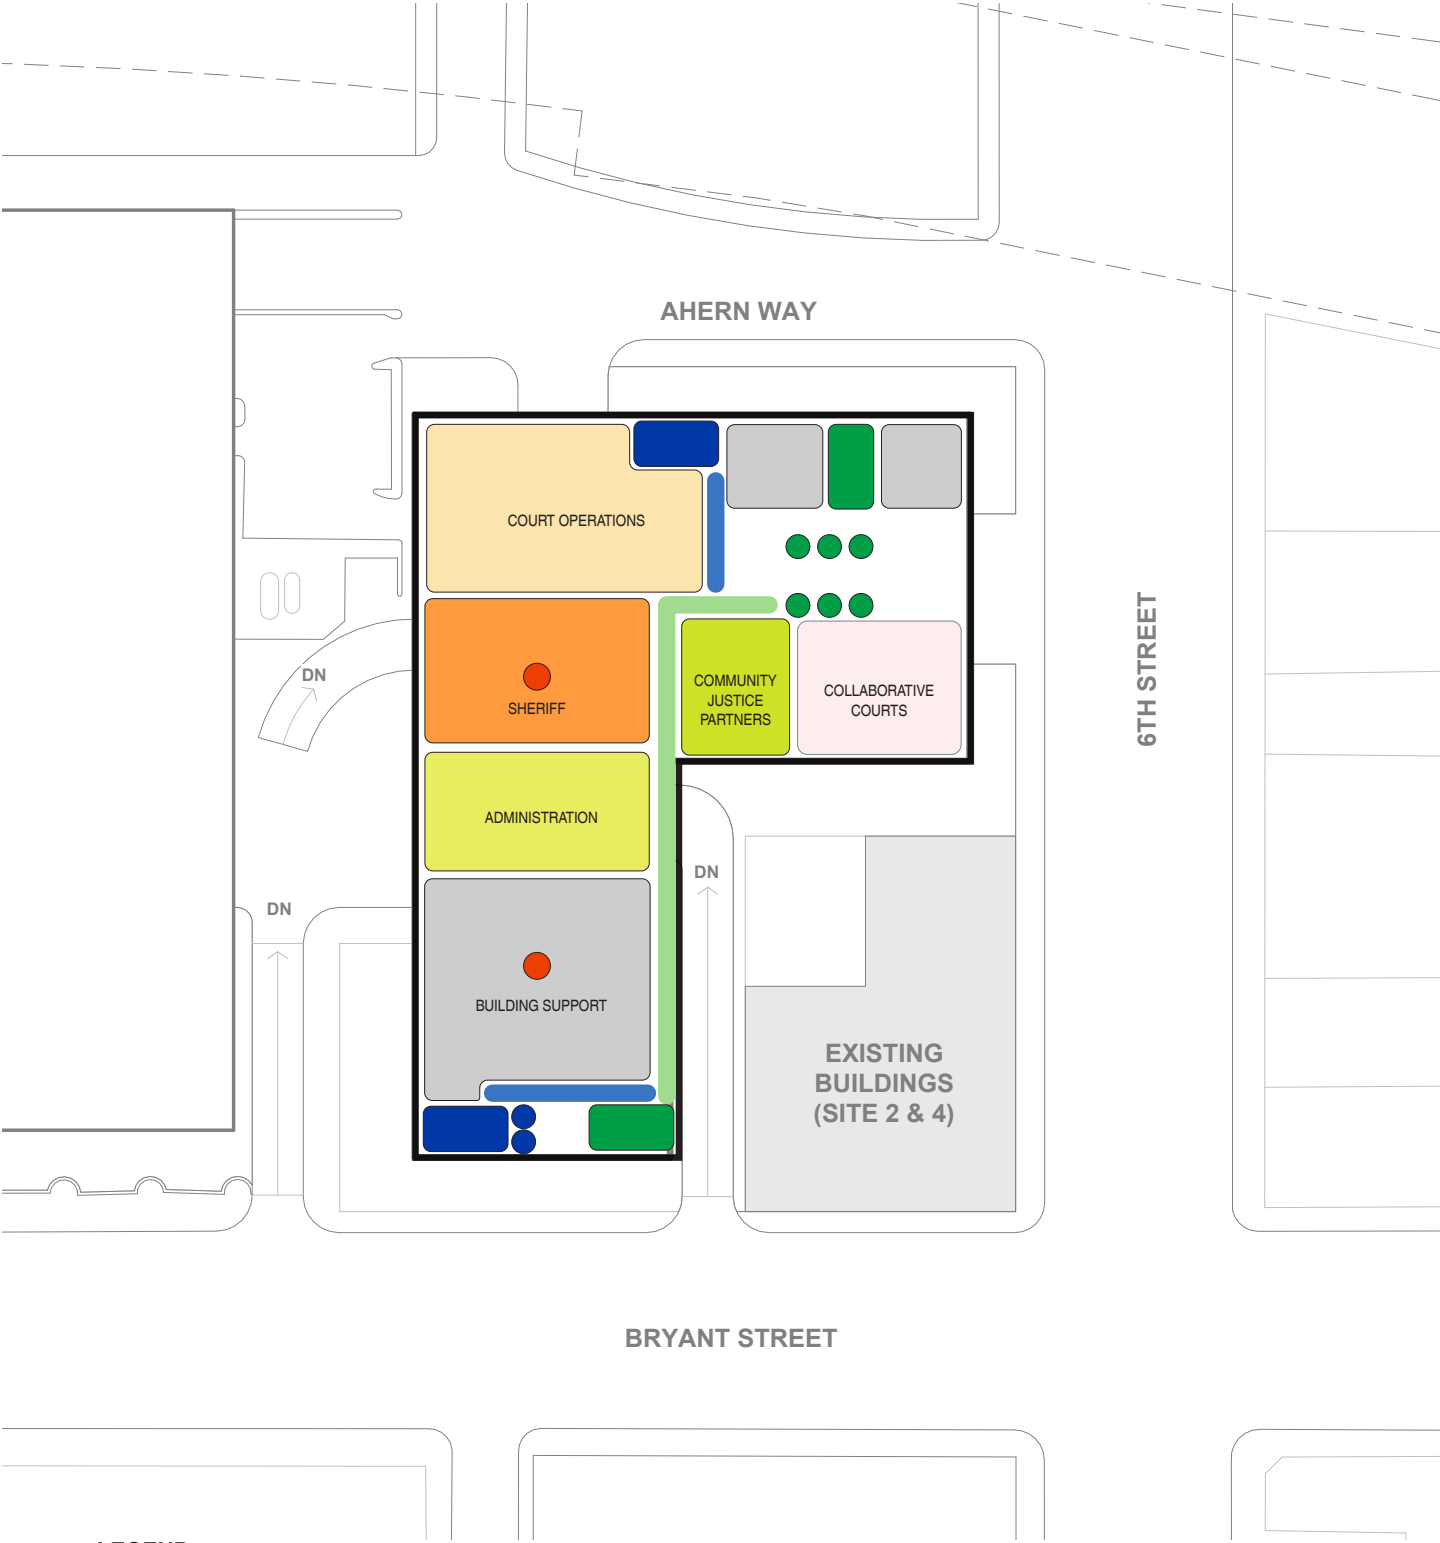 AHERN WAY
COURT OPERATIONS
6TH STREET
DN
SHERIFF
COMMUNITY
JUSTICE
PARTNERS
COLLABORATIVE
COURTS
ADMINISTRATION
DN
DN
BUILDING SUPPORT
EXISTING
BUILDINGS
(SITE 2 & 4)
BRYANT STREET